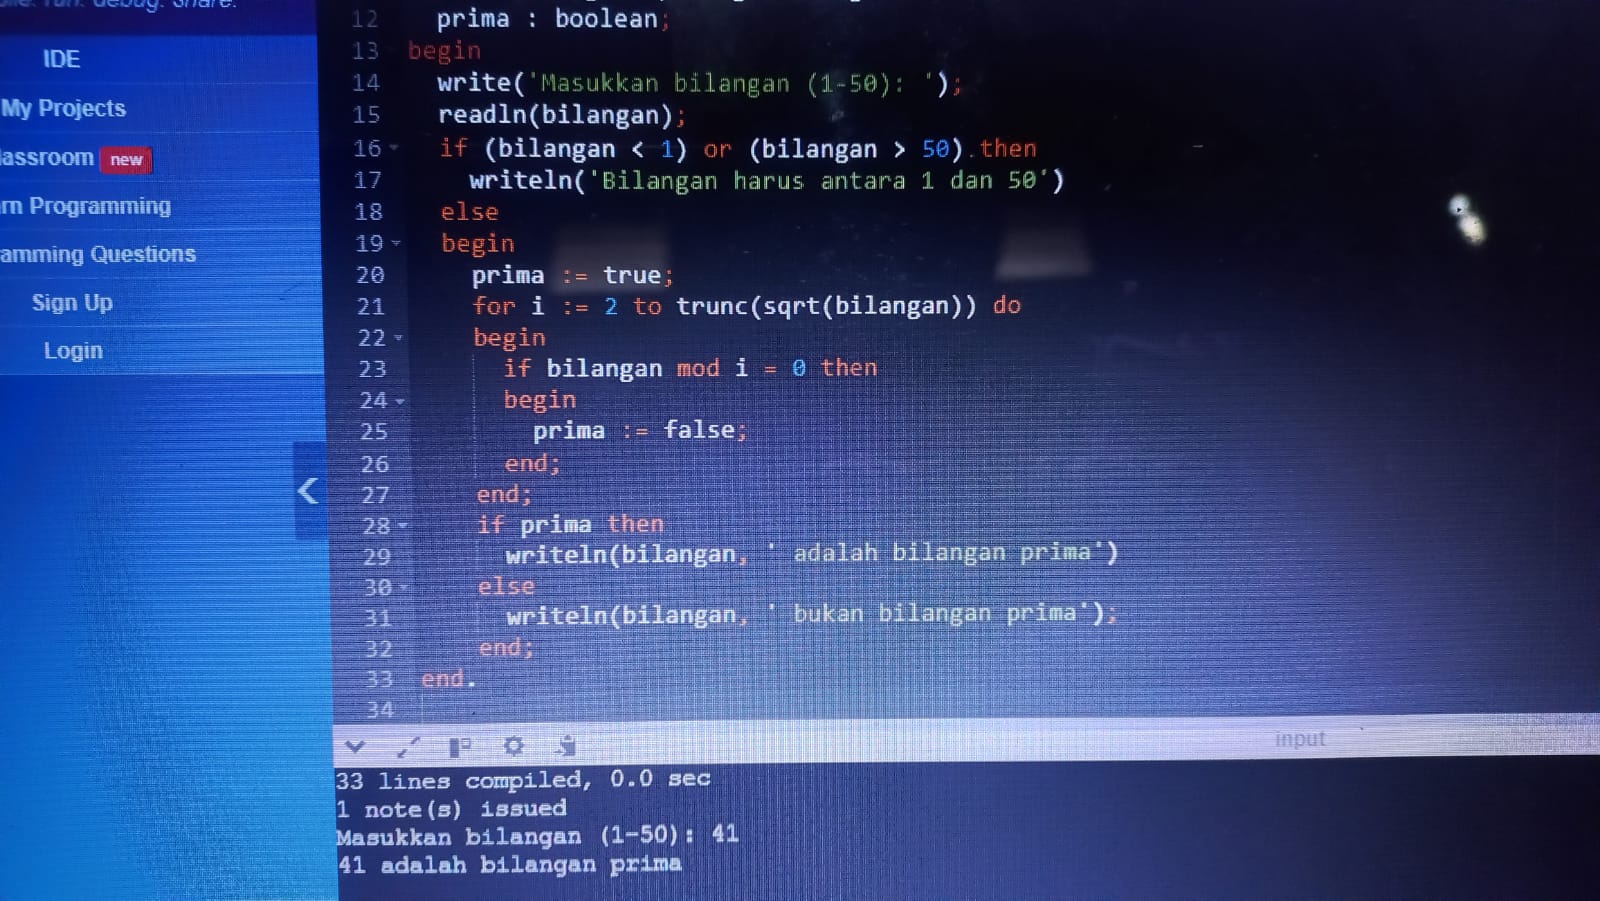 debug. Share.
IDE
My Projects
lassroom new
rn Programming
amming Questions
Sign Up
Login
12 prima : boolean;
13 begin
14 write('Masukkan bilangan (1-50): ');
15 readln(bilangan);
16 if (bilangan < 1) or (bilangan > 50) then
17 writeln('Bilangan harus antara 1 dan 50')
18 else
19 begin
20 prima := true;
21 for i := 2 to trunc(sqrt(bilangan)) do
22 begin
23 if bilangan mod i = 0 then
24 begin
25 prima := false;
26 end;
27 end;
28 if prima then
29 writeln(bilangan, ' adalah bilangan prima')
30 else
31 writeln(bilangan, ' bukan bilangan prima');
32 end;
33 end.
34
input
33 lines compiled, 0.0 sec
1 note(s) issued
Masukkan bilangan (1-50): 41
41 adalah bilangan prima